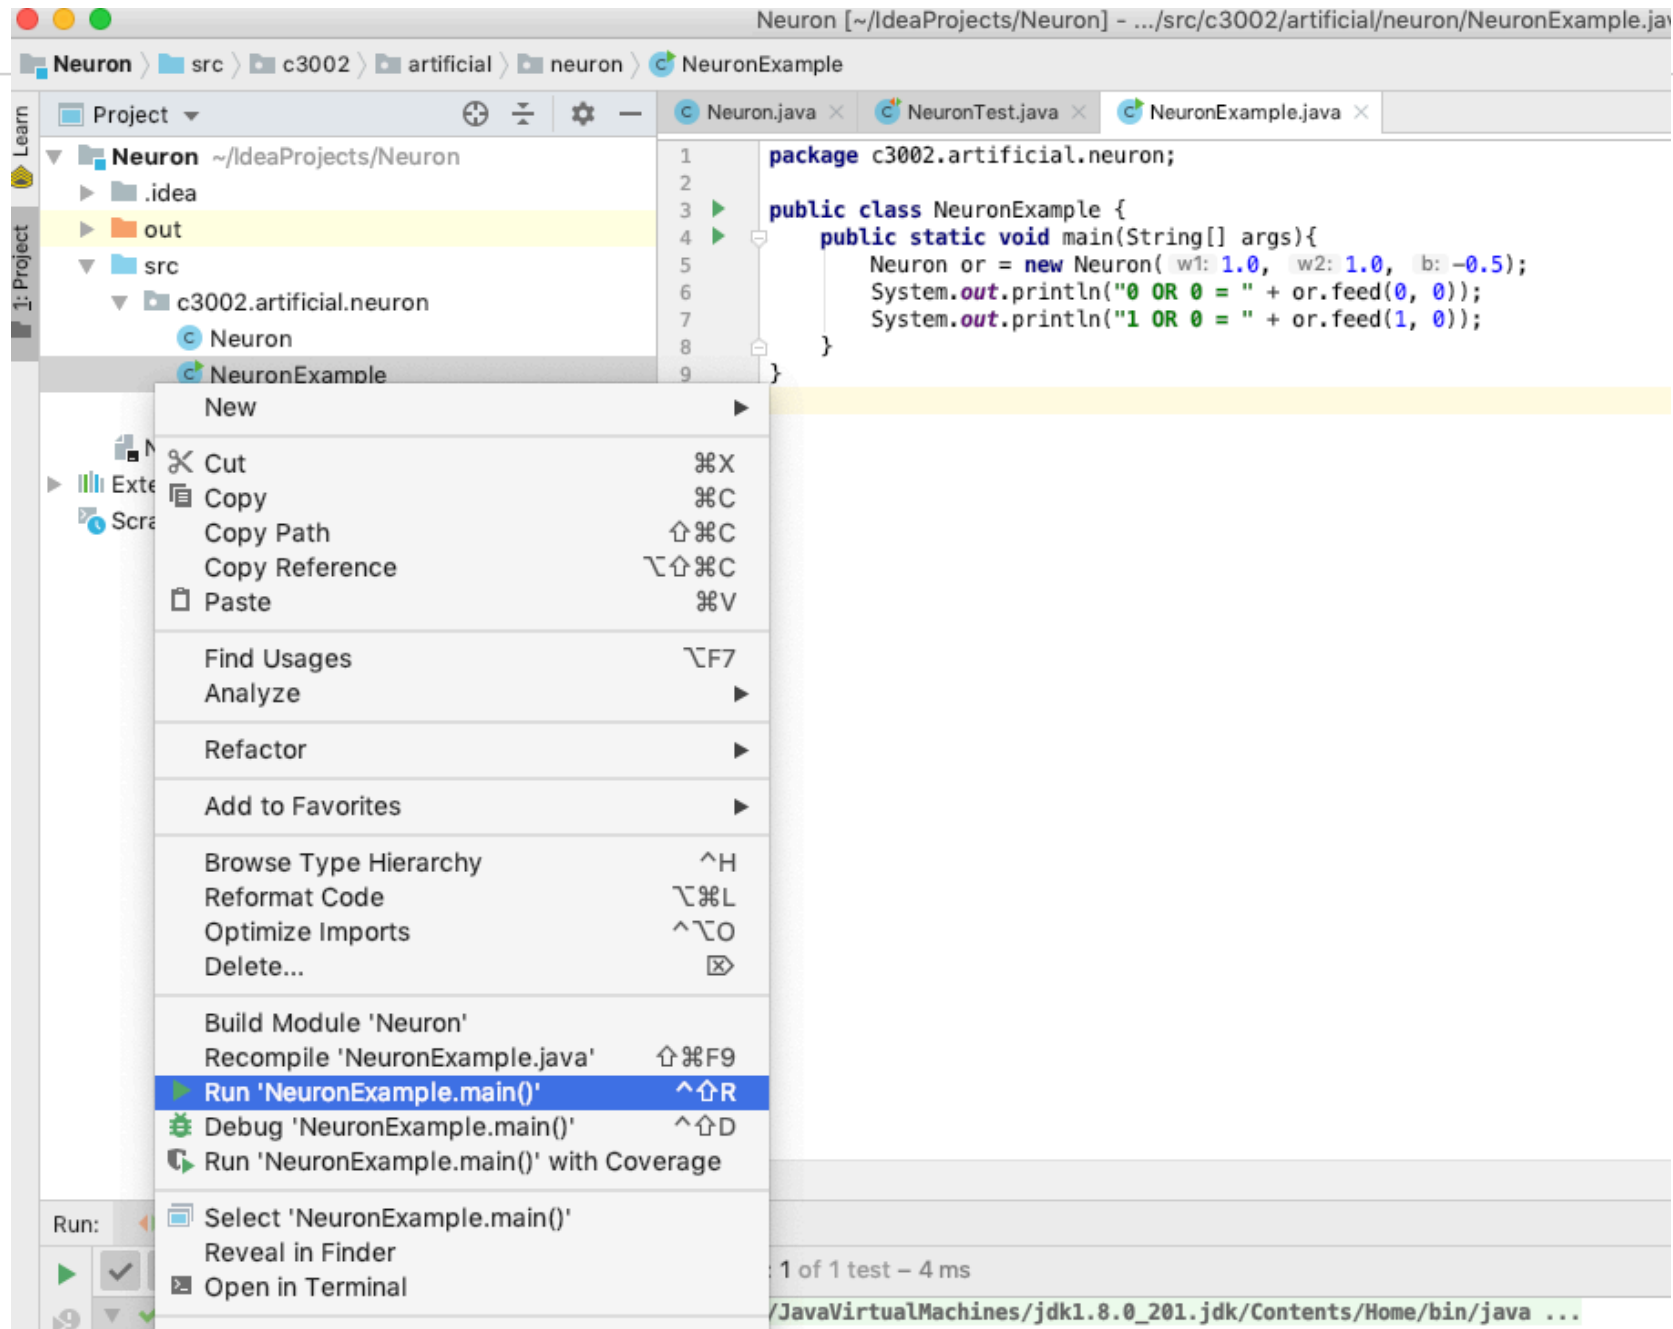 Neuron [~/IdeaProjects/Neuron] - .../src/c3002/artificial/neuron/NeuronExample.jav
Neuron src c3002 artificial neuron NeuronExample
Learn
1: Project
Project
Neuron.java NeuronTest.java NeuronExample.java
Neuron ~/IdeaProjects/Neuron
.idea
out
src
c3002.artificial.neuron
Neuron
NeuronExample
N
Exte
Scra
1 package c3002.artificial.neuron;
2
3 public class NeuronExample {
4 public static void main(String[] args){
5 Neuron or = new Neuron( w1: 1.0, w2: 1.0, b: -0.5);
6 System.out.println("0 OR 0 = " + or.feed(0, 0));
7 System.out.println("1 OR 0 = " + or.feed(1, 0));
8 }
9 }
New
Cut ⌘X
Copy ⌘C
Copy Path ⇧⌘C
Copy Reference ⌥⇧⌘C
Paste ⌘V
Find Usages ⌥F7
Analyze
Refactor
Add to Favorites
Browse Type Hierarchy ^H
Reformat Code ⌥⌘L
Optimize Imports ^⌥O
Delete... ⌦
Build Module 'Neuron'
Recompile 'NeuronExample.java' ⇧⌘F9
Run 'NeuronExample.main()' ^⇧R
Debug 'NeuronExample.main()' ^⇧D
Run 'NeuronExample.main()' with Coverage
Select 'NeuronExample.main()'
Reveal in Finder
Open in Terminal
Run:
: 1 of 1 test – 4 ms
/JavaVirtualMachines/jdk1.8.0_201.jdk/Contents/Home/bin/java ...